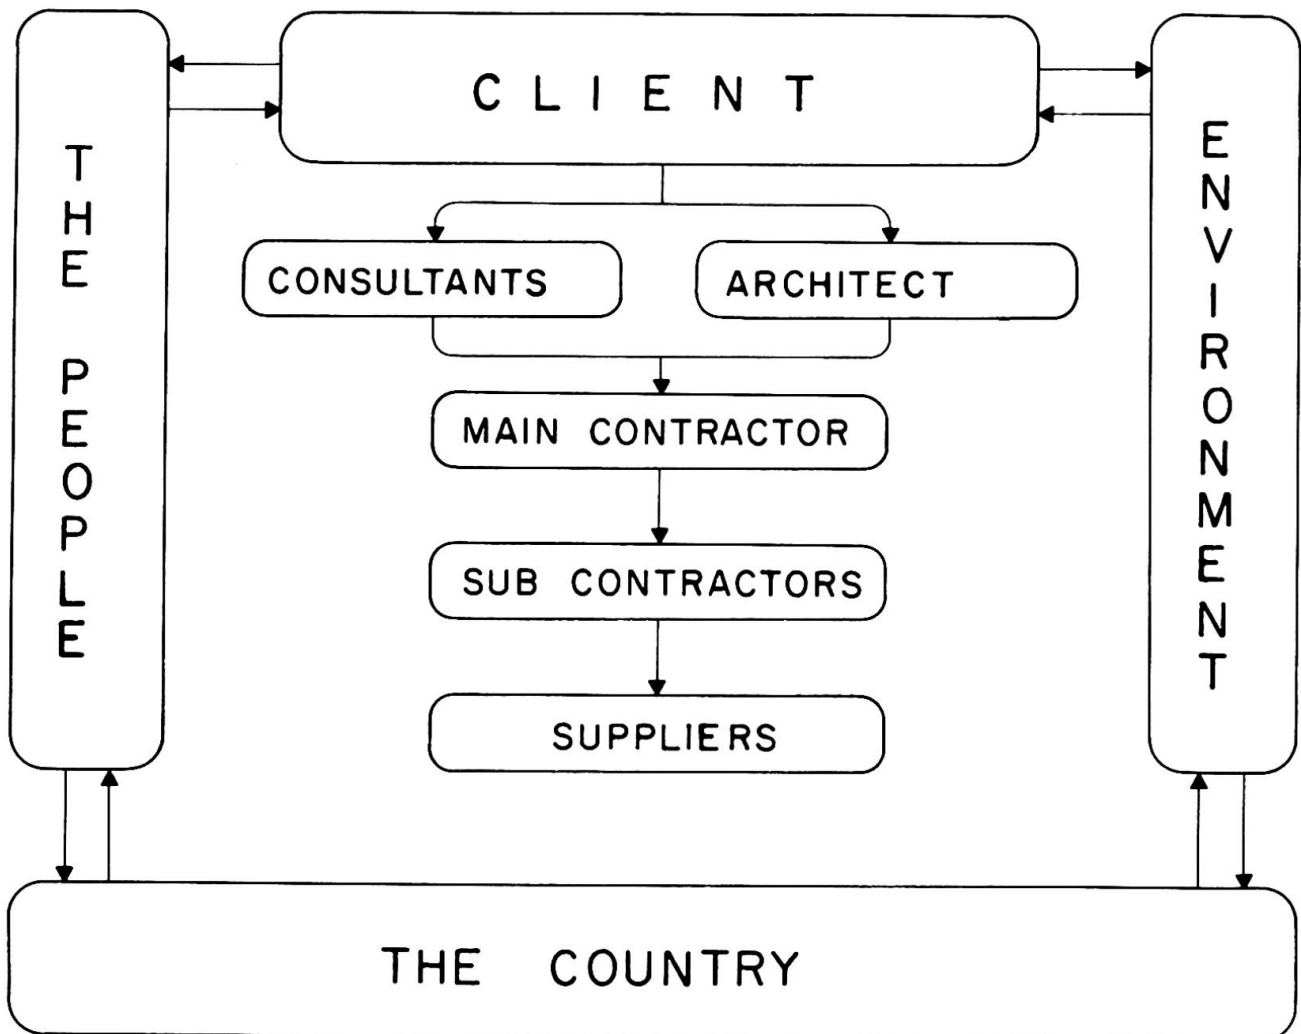 THE PEOPLE
CLIENT
ENVIRONMENT
CONSULTANTS
ARCHITECT
MAIN CONTRACTOR
SUB CONTRACTORS
SUPPLIERS
THE COUNTRY